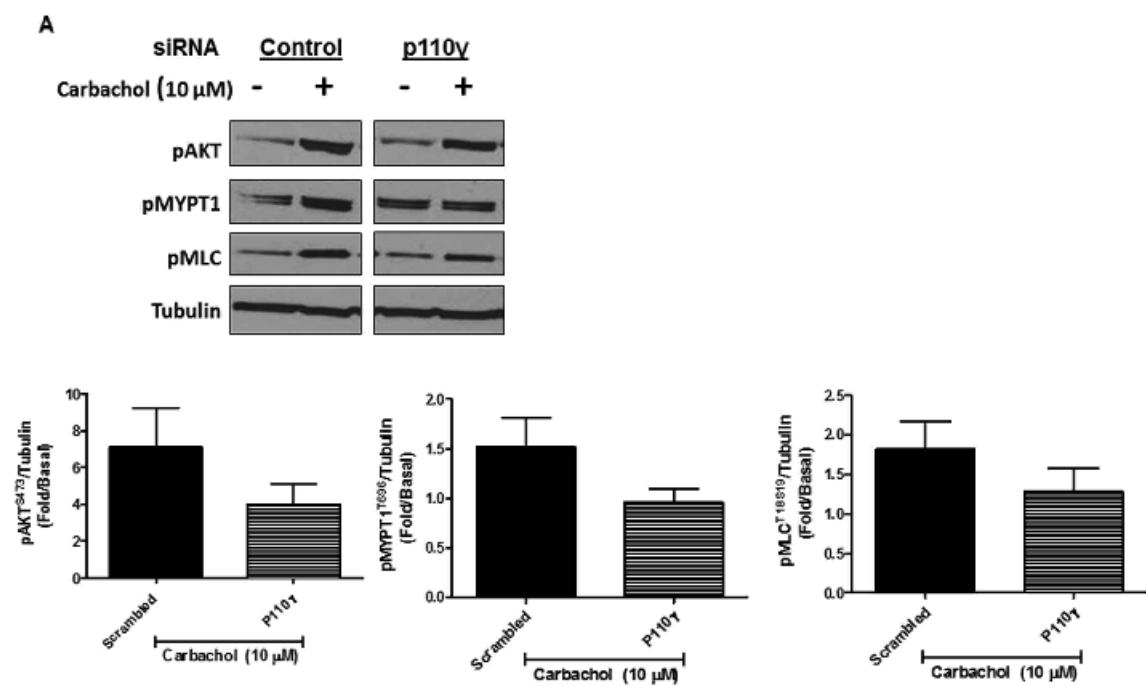 A
siRNA Control p110γ
Carbachol (10 μM) - + - +
pAKT
pMYPT1
pMLC
Tubulin
pAKT^S473/Tubulin
(Fold/Basal)
10
8
6
4
2
0
Scrambled
P110γ
Carbachol (10 μM)
pMYPT1^T696/Tubulin
(Fold/Basal)
2.0
1.5
1.0
0.5
0.0
Scrambled
P110γ
Carbachol (10 μM)
pMLC^T18S19/Tubulin
(Fold/Basal)
2.5
2.0
1.5
1.0
0.5
0.0
Scrambled
P110γ
Carbachol (10 μM)